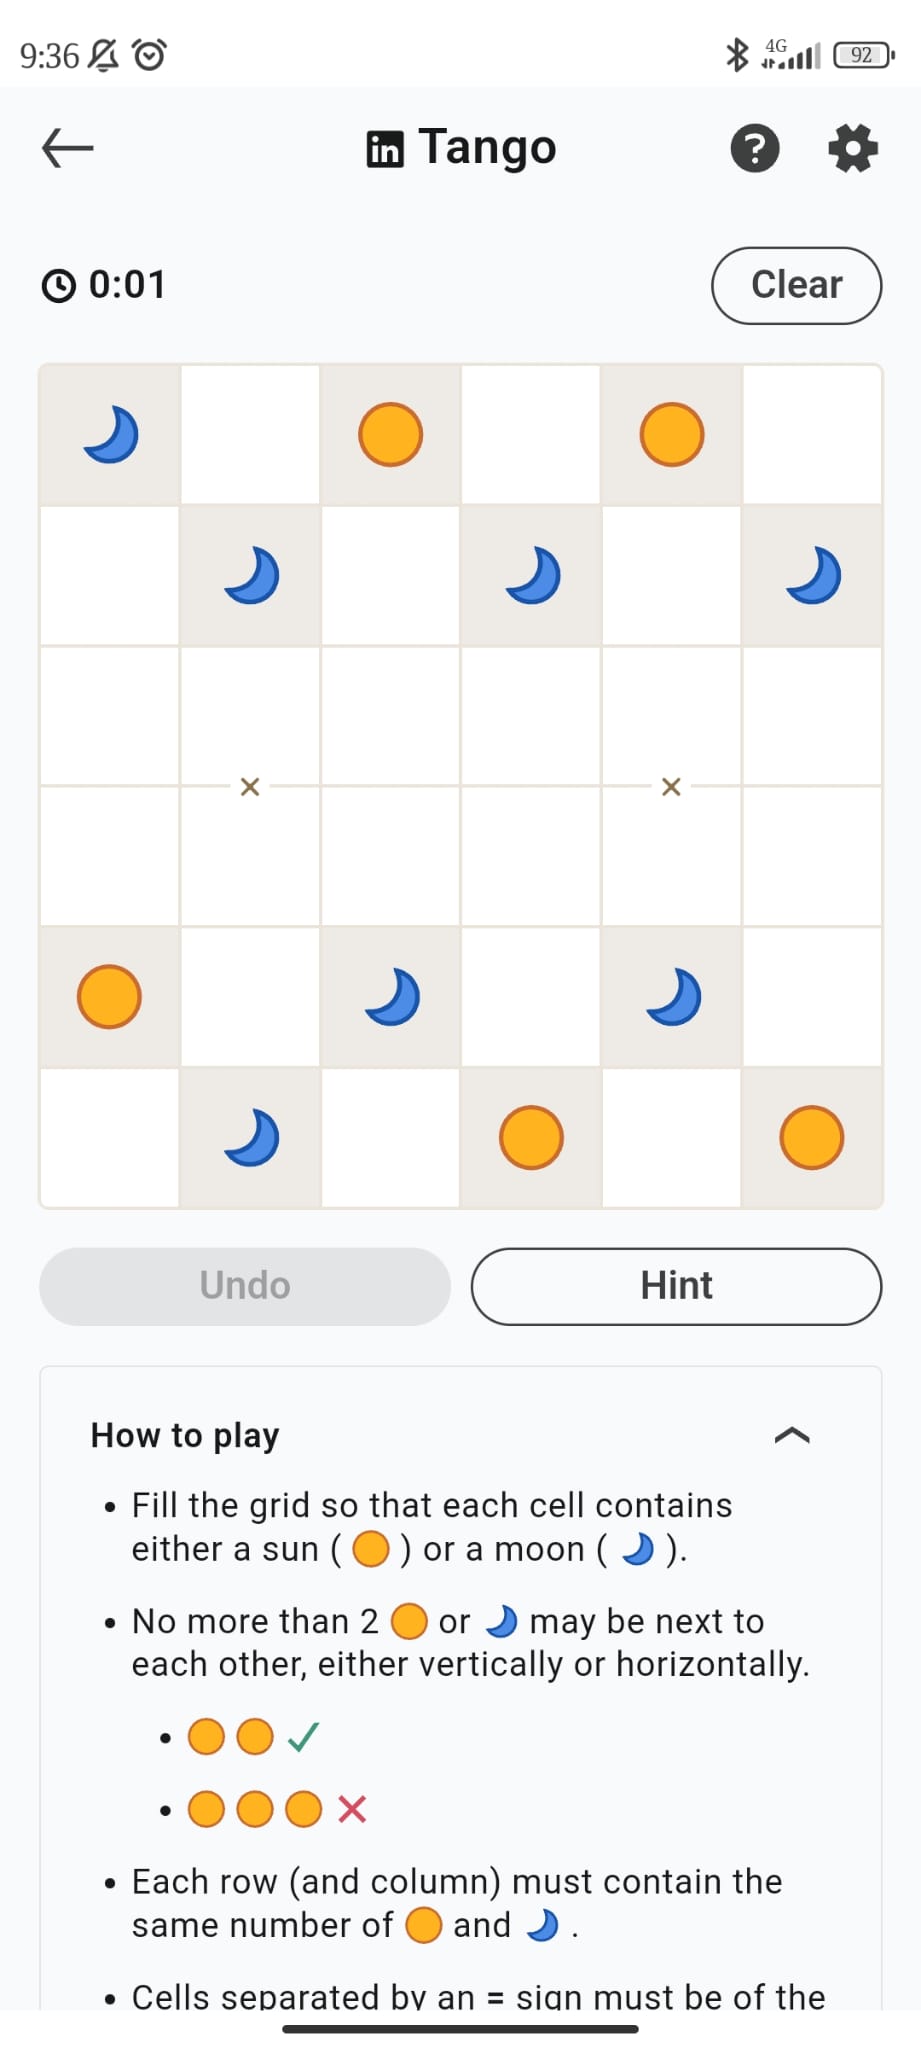 9:36
4G
92
in Tango
?
0:01
Clear
Undo
Hint
How to play
• Fill the grid so that each cell contains
either a sun ( ) or a moon ( ).
• No more than 2 or may be next to
each other, either vertically or horizontally.
• Each row (and column) must contain the
same number of and .
• Cells separated by an = sign must be of the